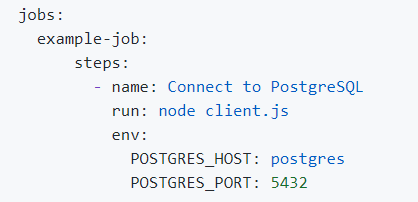 jobs:
  example-job:
      steps:
        - name: Connect to PostgreSQL
          run: node client.js
          env:
            POSTGRES_HOST: postgres
            POSTGRES_PORT: 5432